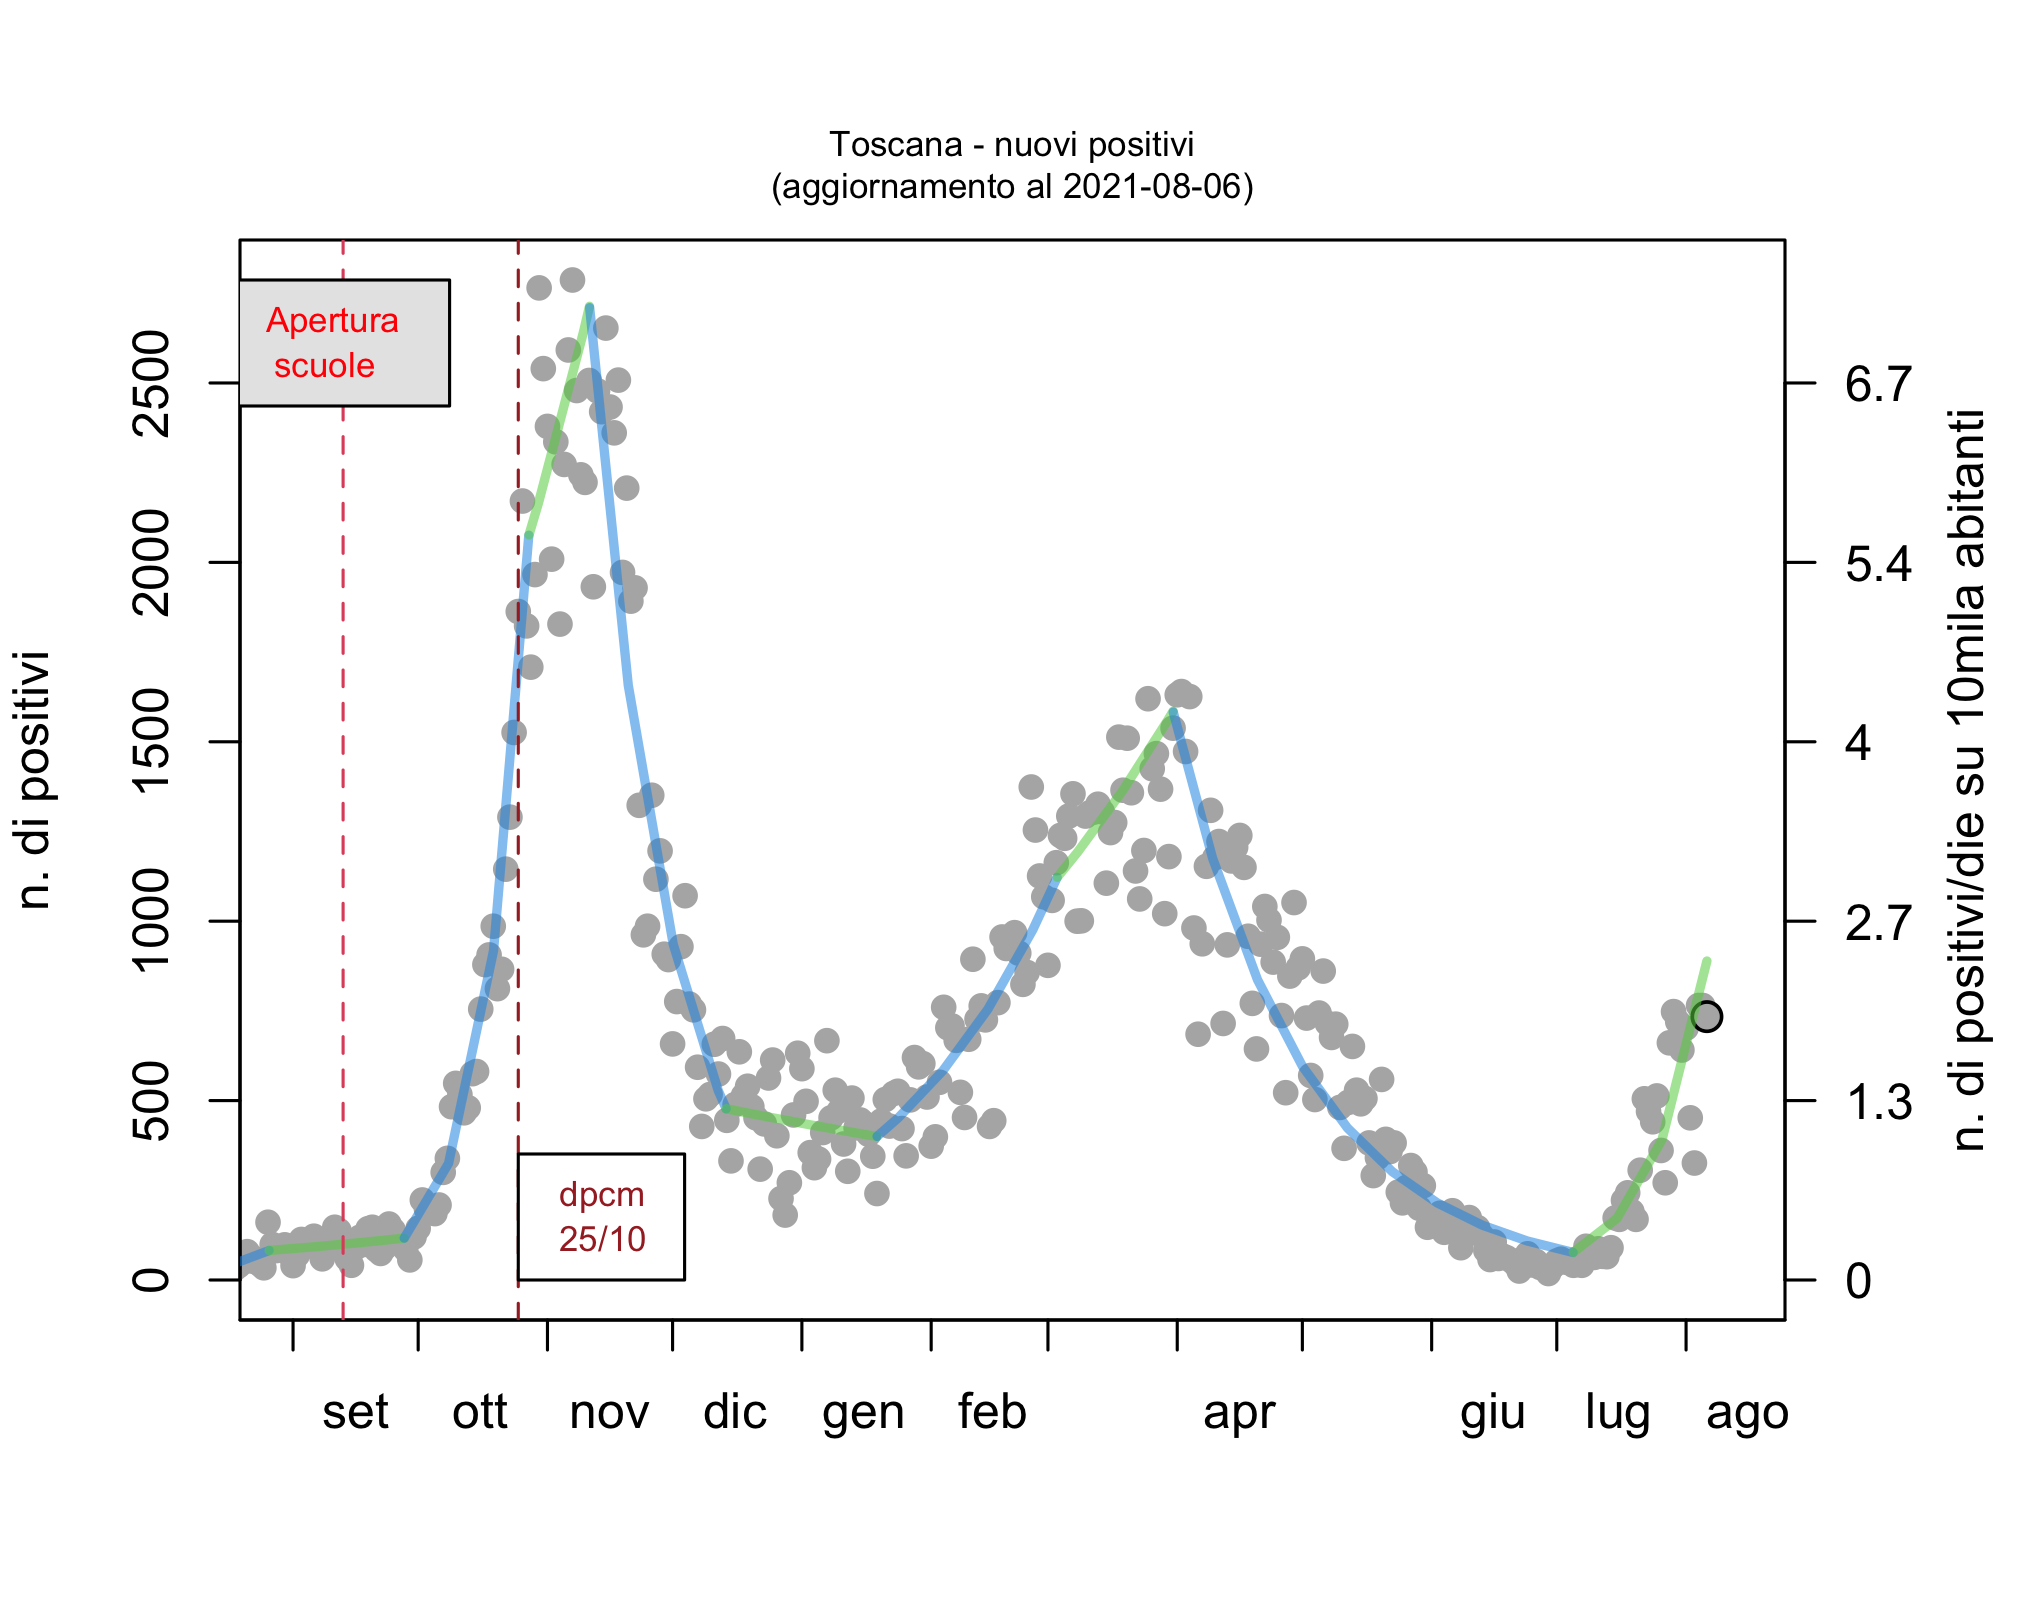 Toscana - nuovi positivi
(aggiornamento al 2021-08-06)
Apertura
scuole
dpcm
25/10
n. di positivi
0
500
1000
1500
2000
2500
0
1.3
2.7
4
5.4
6.7
n. di positivi/die su 10mila abitanti
set ott nov dic gen feb apr giu lug ago